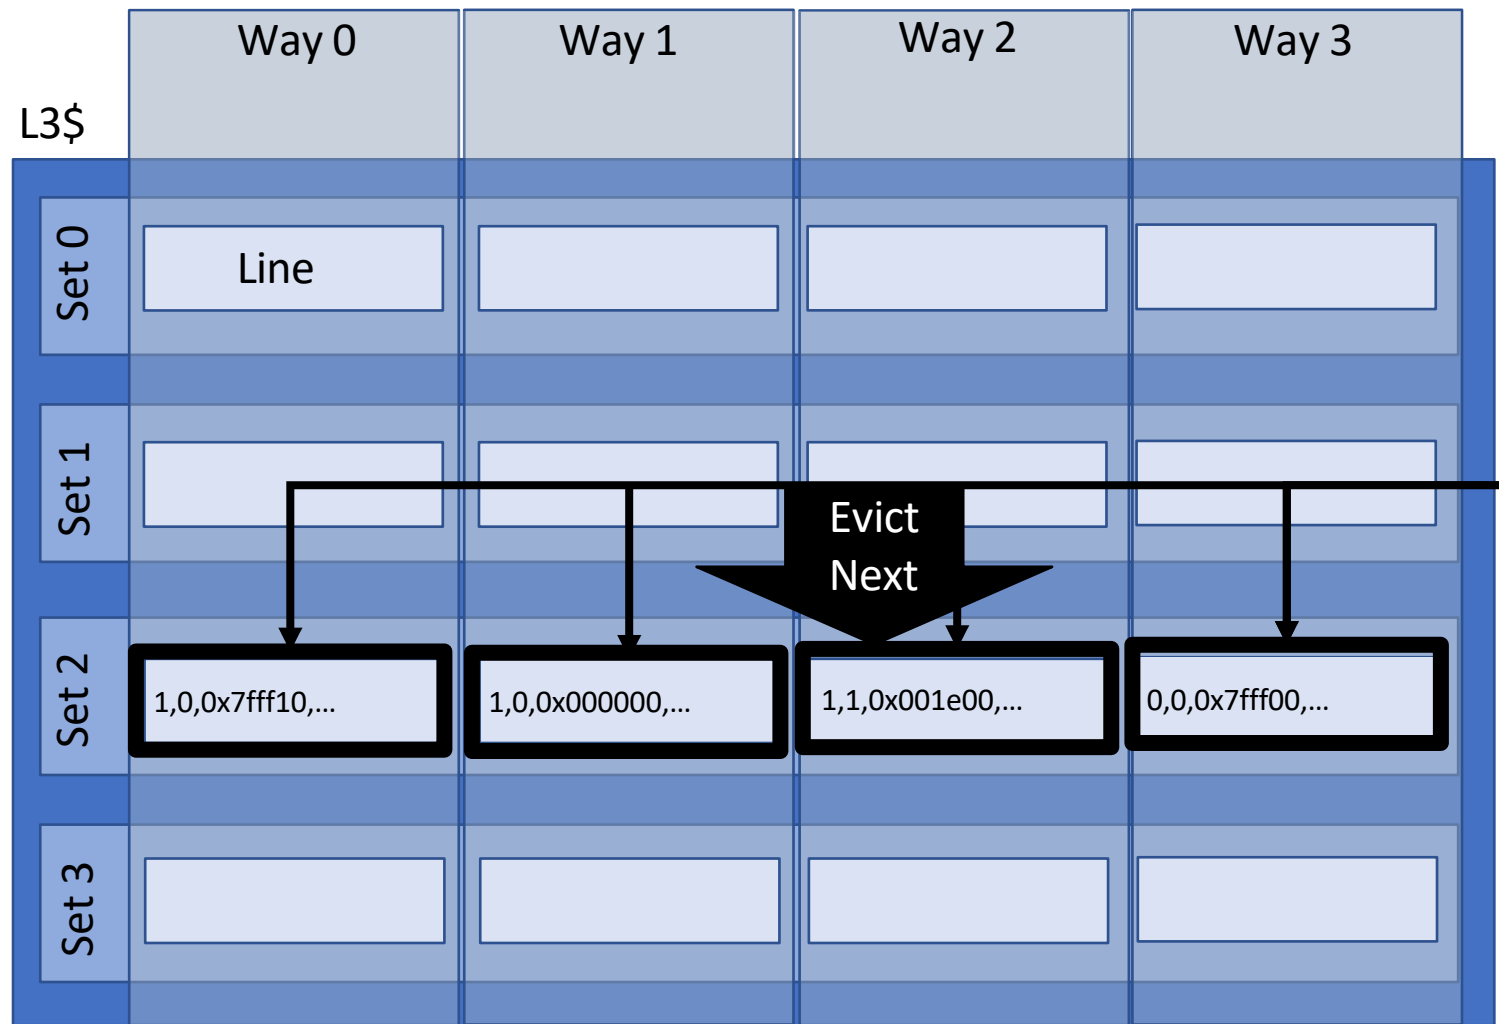 Way 0
Way 1
Way 2
Way 3
L3$
Set 0
Line
Set 1
Evict
Next
Set 2
1,0,0x7fff10,...
1,0,0x000000,...
1,1,0x001e00,...
0,0,0x7fff00,...
Set 3